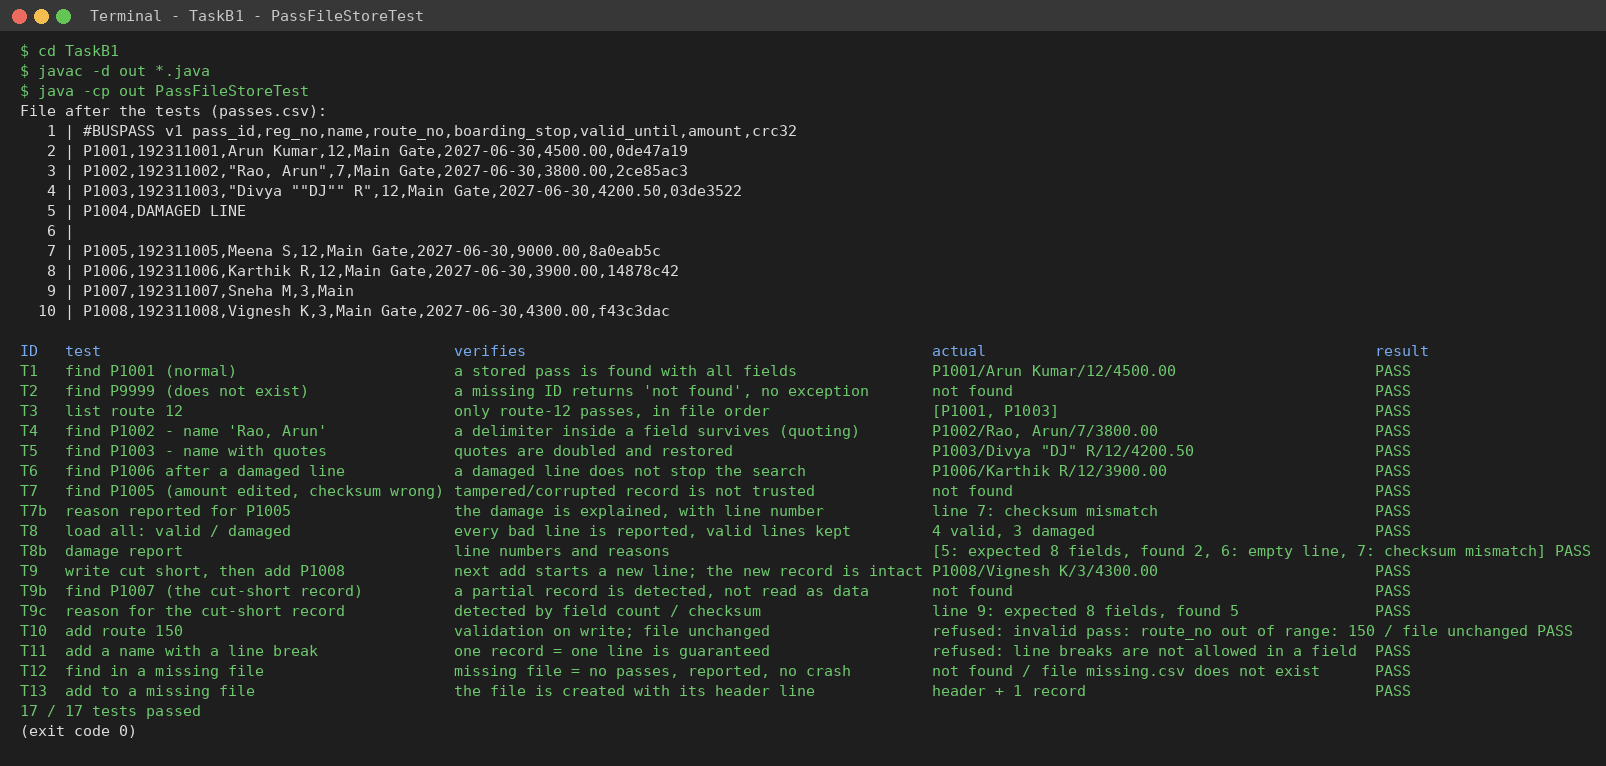 Terminal - TaskB1 - PassFileStoreTest
$ cd TaskB1
$ javac -d out *.java
$ java -cp out PassFileStoreTest
File after the tests (passes.csv):
   1 | #BUSPASS v1 pass_id,reg_no,name,route_no,boarding_stop,valid_until,amount,crc32
   2 | P1001,192311001,Arun Kumar,12,Main Gate,2027-06-30,4500.00,0de47a19
   3 | P1002,192311002,"Rao, Arun",7,Main Gate,2027-06-30,3800.00,2ce85ac3
   4 | P1003,192311003,"Divya ""DJ"" R",12,Main Gate,2027-06-30,4200.50,03de3522
   5 | P1004,DAMAGED LINE
   6 |
   7 | P1005,192311005,Meena S,12,Main Gate,2027-06-30,9000.00,8a0eab5c
   8 | P1006,192311006,Karthik R,12,Main Gate,2027-06-30,3900.00,14878c42
   9 | P1007,192311007,Sneha M,3,Main
  10 | P1008,192311008,Vignesh K,3,Main Gate,2027-06-30,4300.00,f43c3dac
ID   test                                       verifies                                             actual                                           result
T1   find P1001 (normal)                        a stored pass is found with all fields               P1001/Arun Kumar/12/4500.00                      PASS
T2   find P9999 (does not exist)                a missing ID returns 'not found', no exception       not found                                        PASS
T3   list route 12                              only route-12 passes, in file order                  [P1001, P1003]                                   PASS
T4   find P1002 - name 'Rao, Arun'              a delimiter inside a field survives (quoting)        P1002/Rao, Arun/7/3800.00                        PASS
T5   find P1003 - name with quotes              quotes are doubled and restored                      P1003/Divya "DJ" R/12/4200.50                    PASS
T6   find P1006 after a damaged line            a damaged line does not stop the search              P1006/Karthik R/12/3900.00                       PASS
T7   find P1005 (amount edited, checksum wrong) tampered/corrupted record is not trusted             not found                                        PASS
T7b  reason reported for P1005                  the damage is explained, with line number            line 7: checksum mismatch                        PASS
T8   load all: valid / damaged                  every bad line is reported, valid lines kept         4 valid, 3 damaged                               PASS
T8b  damage report                              line numbers and reasons                             [5: expected 8 fields, found 2, 6: empty line, 7: checksum mismatch] PASS
T9   write cut short, then add P1008            next add starts a new line; the new record is intact P1008/Vignesh K/3/4300.00                        PASS
T9b  find P1007 (the cut-short record)          a partial record is detected, not read as data       not found                                        PASS
T9c  reason for the cut-short record            detected by field count / checksum                   line 9: expected 8 fields, found 5               PASS
T10  add route 150                              validation on write; file unchanged                  refused: invalid pass: route_no out of range: 150 / file unchanged PASS
T11  add a name with a line break               one record = one line is guaranteed                  refused: line breaks are not allowed in a field  PASS
T12  find in a missing file                     missing file = no passes, reported, no crash         not found / file missing.csv does not exist      PASS
T13  add to a missing file                      the file is created with its header line             header + 1 record                                PASS
17 / 17 tests passed
(exit code 0)